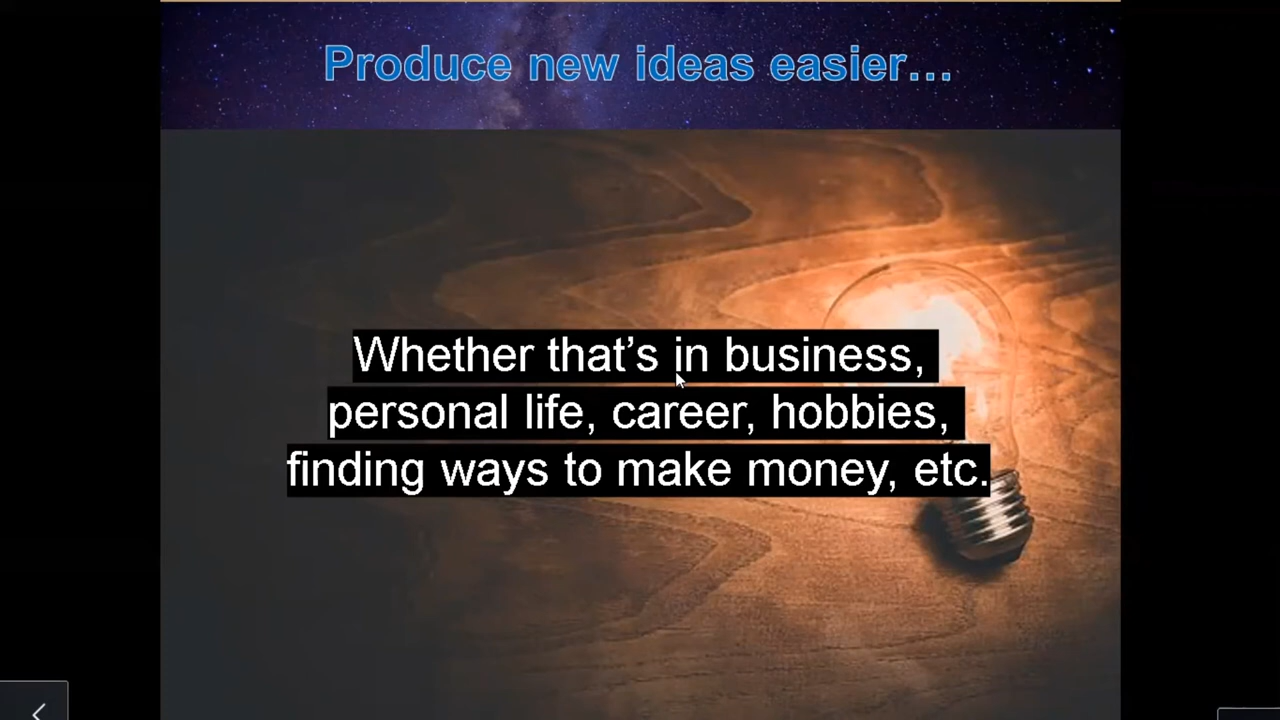 Produce new ideas easier…
Whether that’s in business,
personal life, career, hobbies,
finding ways to make money, etc.